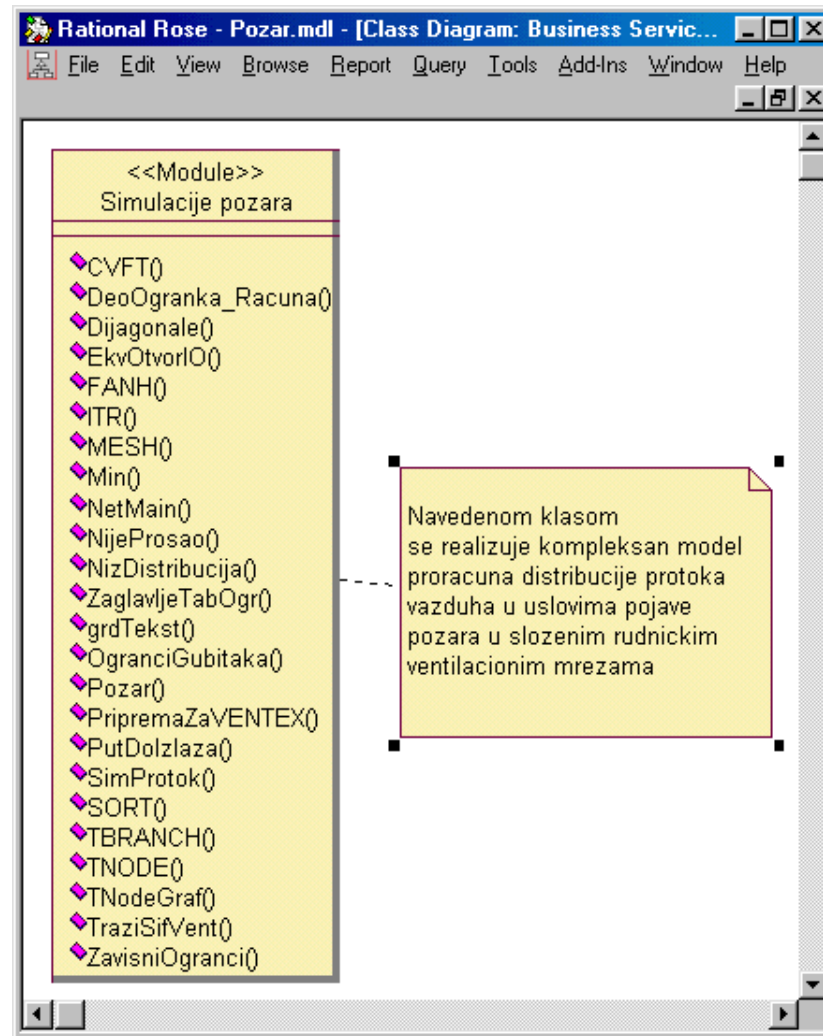 Rational Rose - Pozar.mdl - [Class Diagram: Business Servic...
File Edit View Browse Report Query Tools Add-Ins Window Help
<<Module>>
Simulacije pozara
CVFT()
DeoOgranka_Racuna()
Dijagonale()
EkvOtvorIO()
FANH()
ITR()
MESH()
Min()
NetMain()
NijeProsao()
NizDistribucija()
ZaglavljeTabOgr()
grdTekst()
OgranciGubitaka()
Pozar()
PripremaZaVENTEX()
PutDoIzlaza()
SimProtok()
SORT()
TBRANCH()
TNODE()
TNodeGraf()
TraziSifVent()
ZavisniOgranci()
Navedenom klasom
se realizuje kompleksan model
proracuna distribucije protoka
vazduha u uslovima pojave
pozara u slozenim rudnickim
ventilacionim mrezama